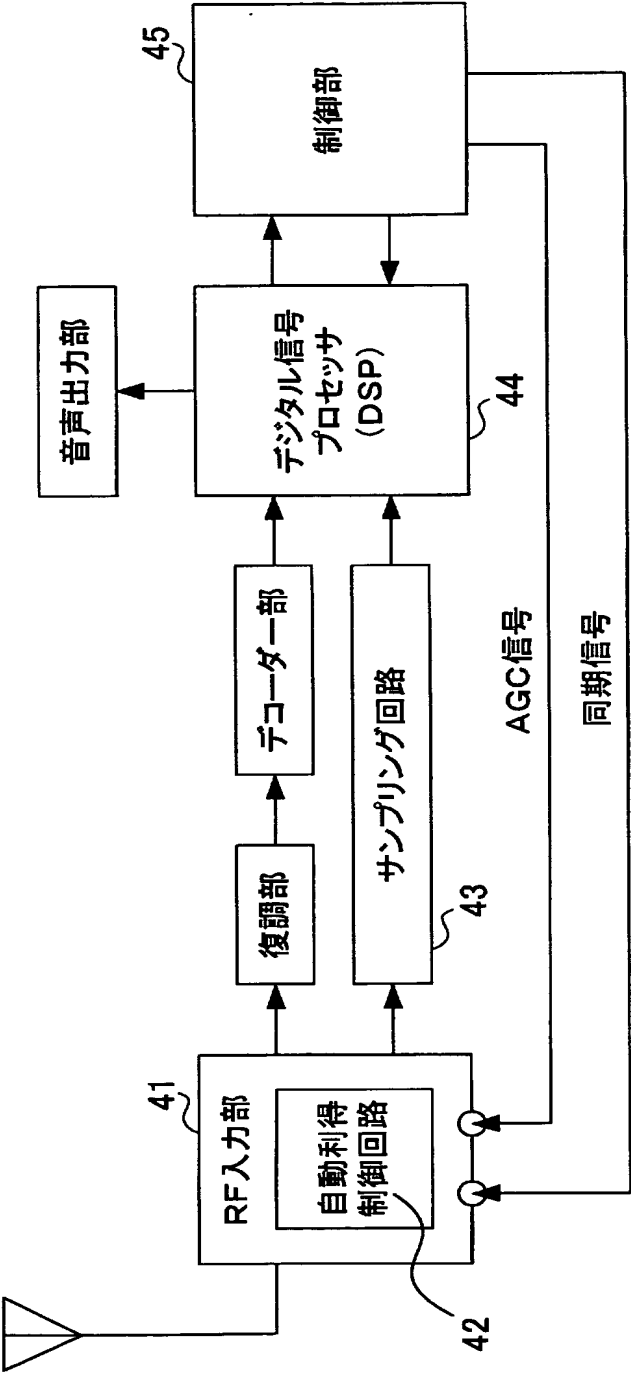 41
RF入力部
自動利得
制御回路
42
復調部
デコーダー部
サンプリング回路
43
音声出力部
デジタル信号
プロセッサ
(DSP)
44
45
制御部
AGC信号
同期信号